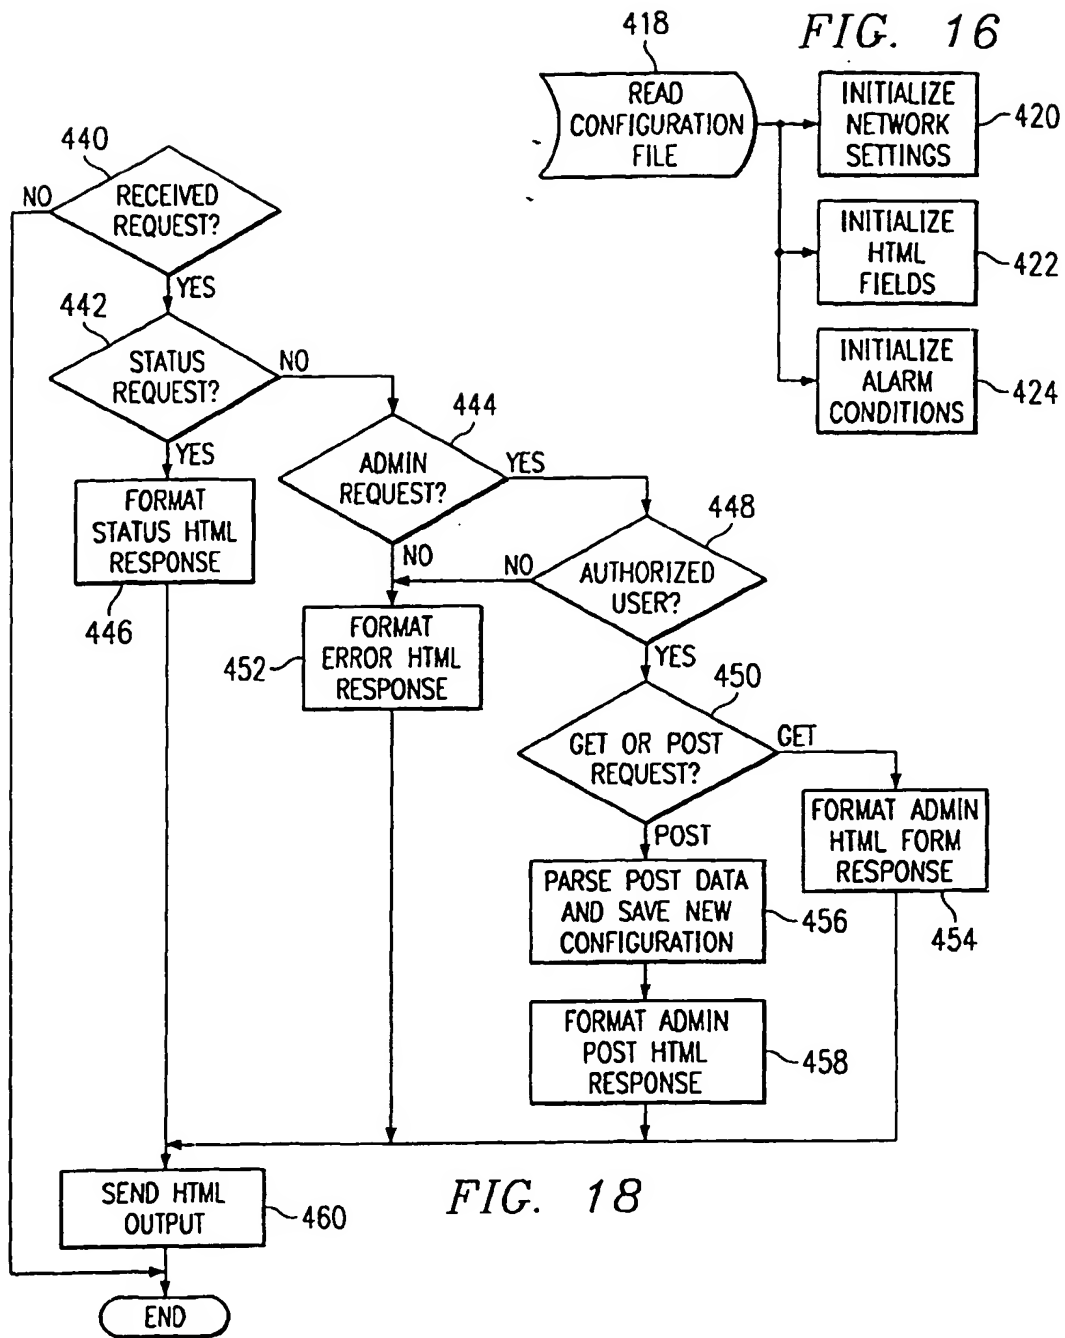 FIG. 16
418
READ
CONFIGURATION
FILE
INITIALIZE
NETWORK
SETTINGS
420
INITIALIZE
HTML
FIELDS
422
INITIALIZE
ALARM
CONDITIONS
424
440
NO
RECEIVED
REQUEST?
YES
442
STATUS
REQUEST?
NO
YES
444
ADMIN
REQUEST?
YES
NO
FORMAT
STATUS HTML
RESPONSE
446
448
AUTHORIZED
USER?
NO
YES
FORMAT
ERROR HTML
RESPONSE
452
450
GET OR POST
REQUEST?
GET
POST
FORMAT ADMIN
HTML FORM
RESPONSE
454
PARSE POST DATA
AND SAVE NEW
CONFIGURATION
456
FORMAT ADMIN
POST HTML
RESPONSE
458
SEND HTML
OUTPUT
460
FIG. 18
END